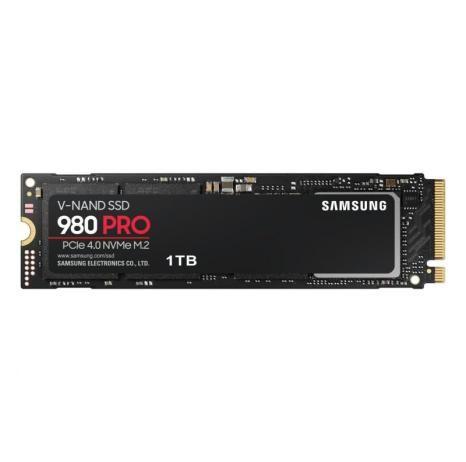 V-NAND SSD
980 PRO
PCIe 4.0 NVMe M.2
www.samsung.com/ssd
SAMSUNG ELECTRONICS CO., LTD.
SAMSUNG
1TB